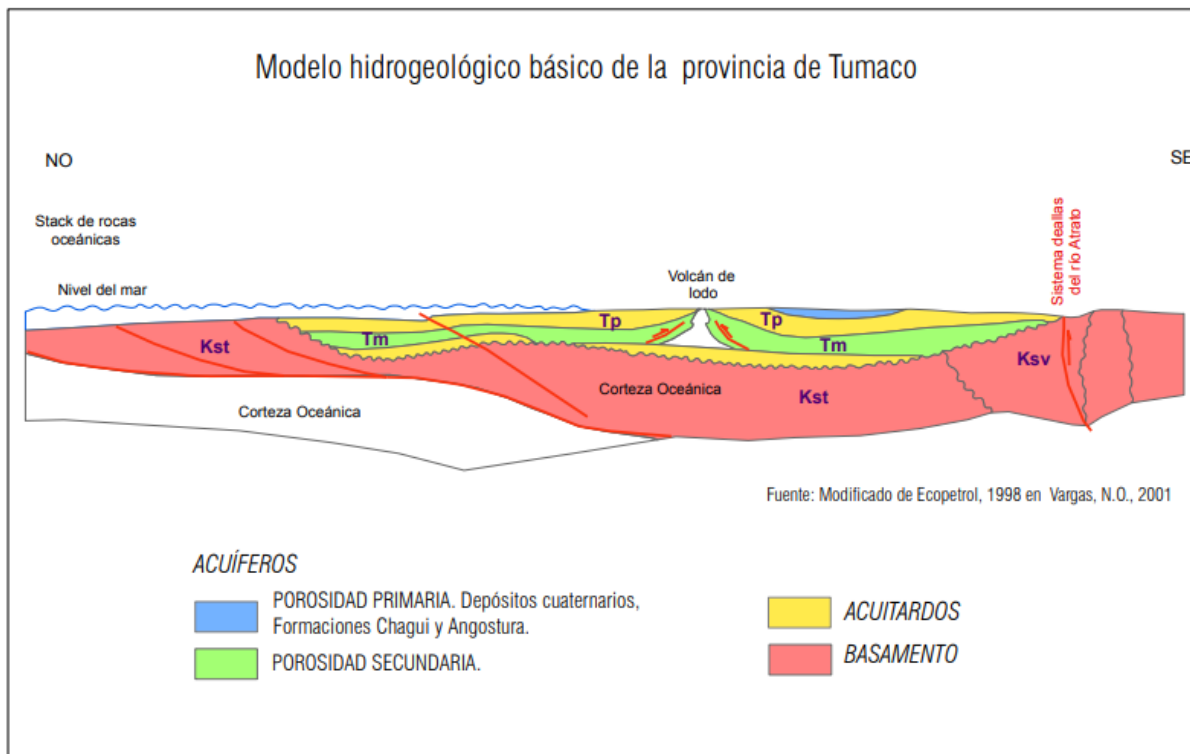 Modelo hidrogeológico básico de la provincia de Tumaco
NO
SE
Stack de rocas
oceánicas
Sistema deallas
del río Atrato
Nivel del mar
Volcán de
lodo
Tp
Tp
Tm
Tm
Kst
Ksv
Corteza Oceánica
Kst
Corteza Oceánica
Fuente: Modificado de Ecopetrol, 1998 en Vargas, N.O., 2001
ACUÍFEROS
POROSIDAD PRIMARIA. Depósitos cuaternarios,
Formaciones Chagui y Angostura.
POROSIDAD SECUNDARIA.
ACUITARDOS
BASAMENTO